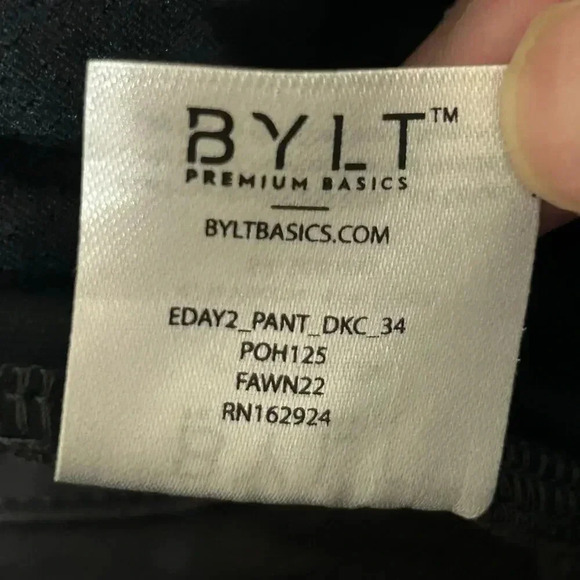 BYLT™
PREMIUM BASICS
BYLTBASICS.COM
EDAY2_PANT_DKC_34
POH125
FAWN22
RN162924